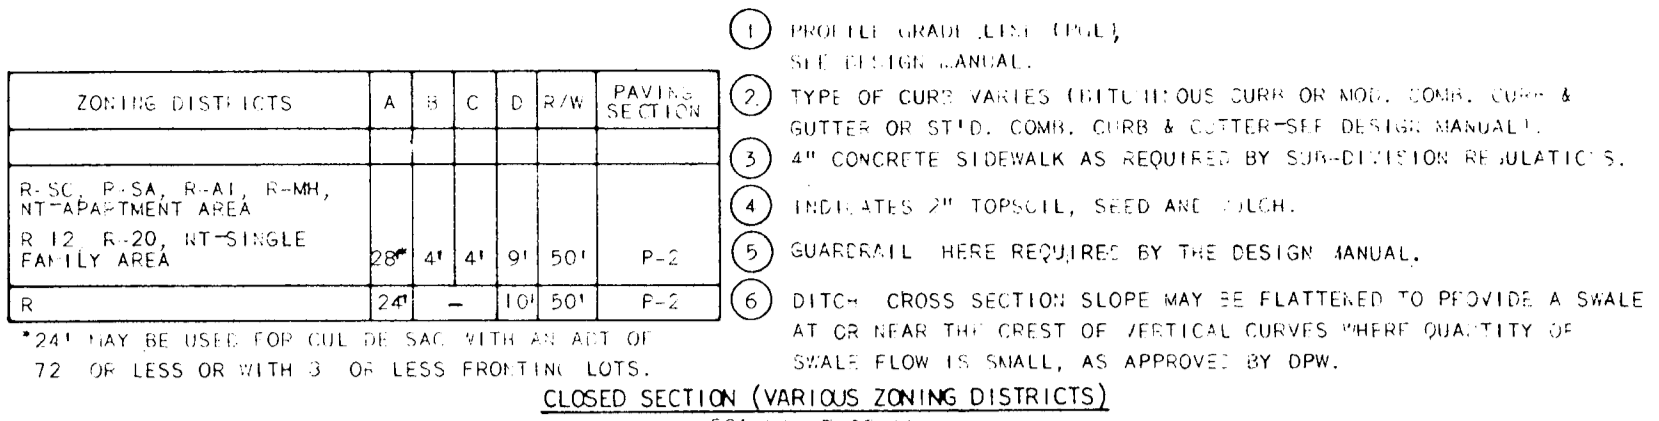 ZONING DISTRICTS A B C D R/W PAVING SECTION
R-SC, R-SA, R-A1, R-MH,
NT-APARTMENT AREA
R-12, R-20, NT-SINGLE
FAMILY AREA 28'* 4' 4' 9' 50' P-2
R 24' - 10' 50' P-2
*24' MAY BE USED FOR CUL DE SAC WITH AN ADT OF
72 OR LESS OR WITH OR LESS FRONTING LOTS.
1 PROFILE GRADE LINE (PGL),
SEE DESIGN MANUAL.
2 TYPE OF CURB VARIES (BITUMINOUS CURB OR MOD. COMB. CURB &
GUTTER OR ST'D. COMB. CURB & GUTTER-SEE DESIGN MANUAL).
3 4" CONCRETE SIDEWALK AS REQUIRED BY SUB-DIVISION REGULATIONS.
4 INDICATES 2" TOPSOIL, SEED AND MULCH.
5 GUARDRAIL HERE REQUIRED BY THE DESIGN MANUAL.
6 DITCH CROSS SECTION SLOPE MAY BE FLATTENED TO PROVIDE A SWALE
AT OR NEAR THE CREST OF VERTICAL CURVES WHERE QUANTITY OF
SWALE FLOW IS SMALL, AS APPROVED BY DPW.
CLOSED SECTION (VARIOUS ZONING DISTRICTS)